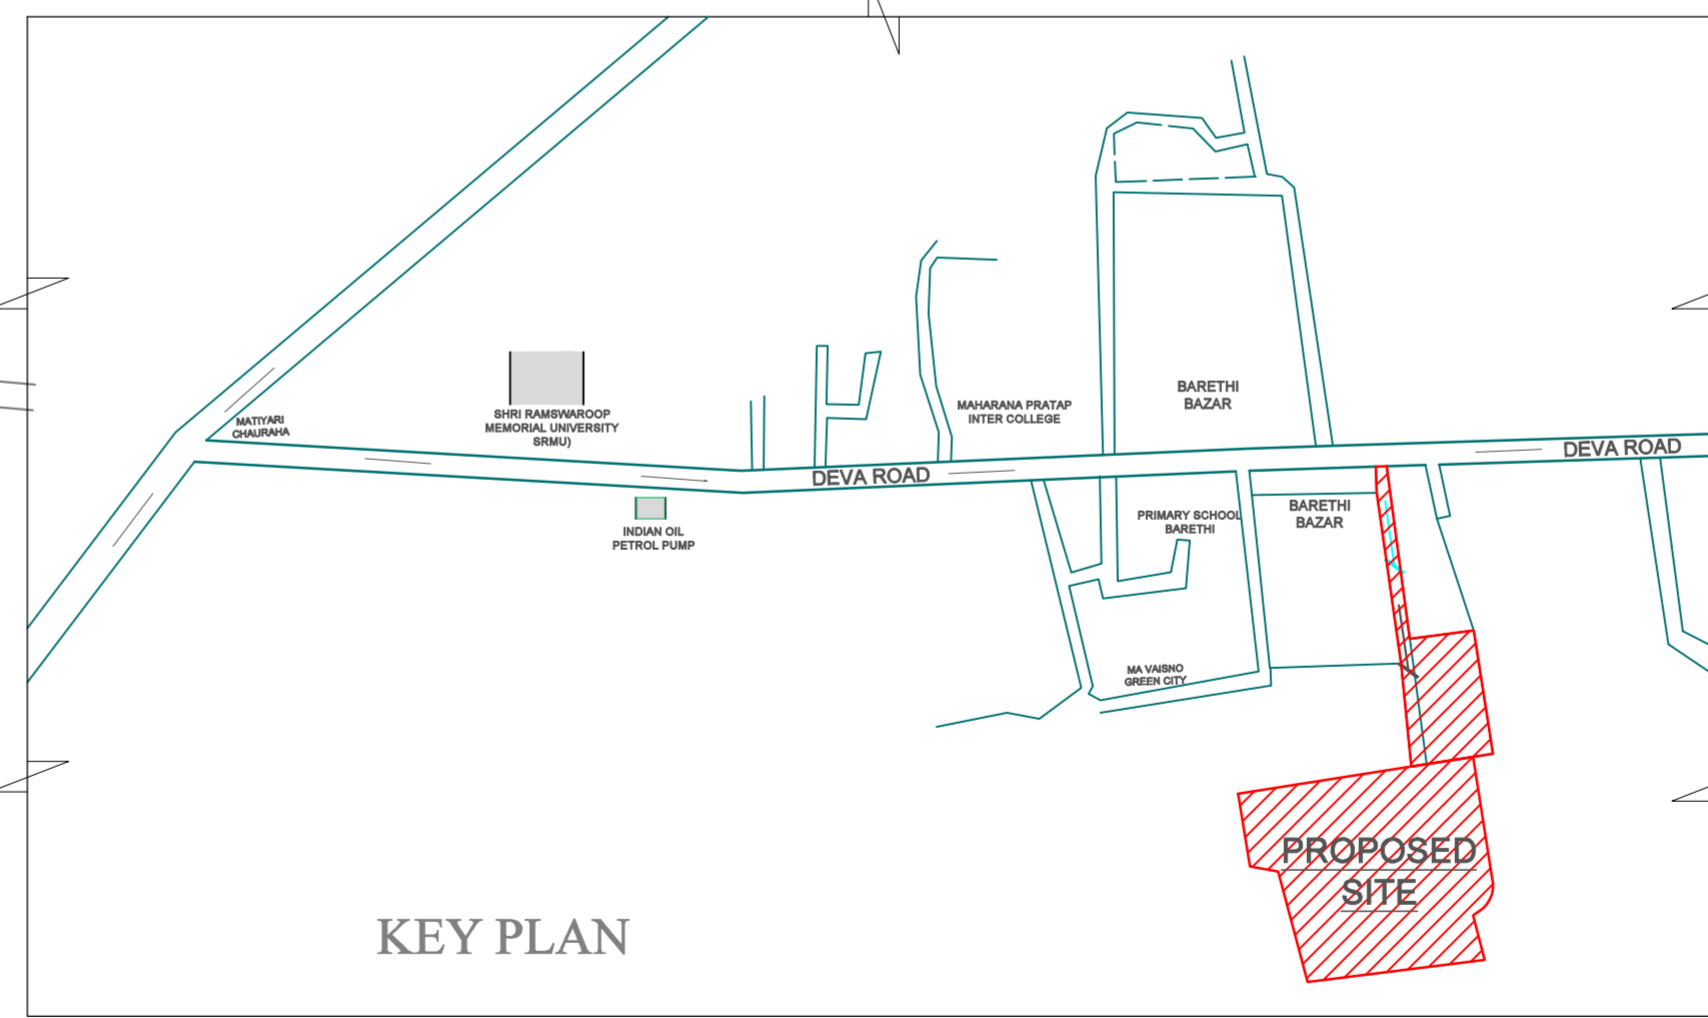 BARETHI
BAZAR
MATIYARI
CHAURAHA
SHRI RAMSWAROOP
MEMORIAL UNIVERSITY
SRMU)
MAHARANA PRATAP
INTER COLLEGE
DEVA ROAD
DEVA ROAD
INDIAN OIL
PETROL PUMP
PRIMARY SCHOOL
BARETHI
BARETHI
BAZAR
MA VAISNO
GREEN CITY
PROPOSED
SITE
KEY PLAN